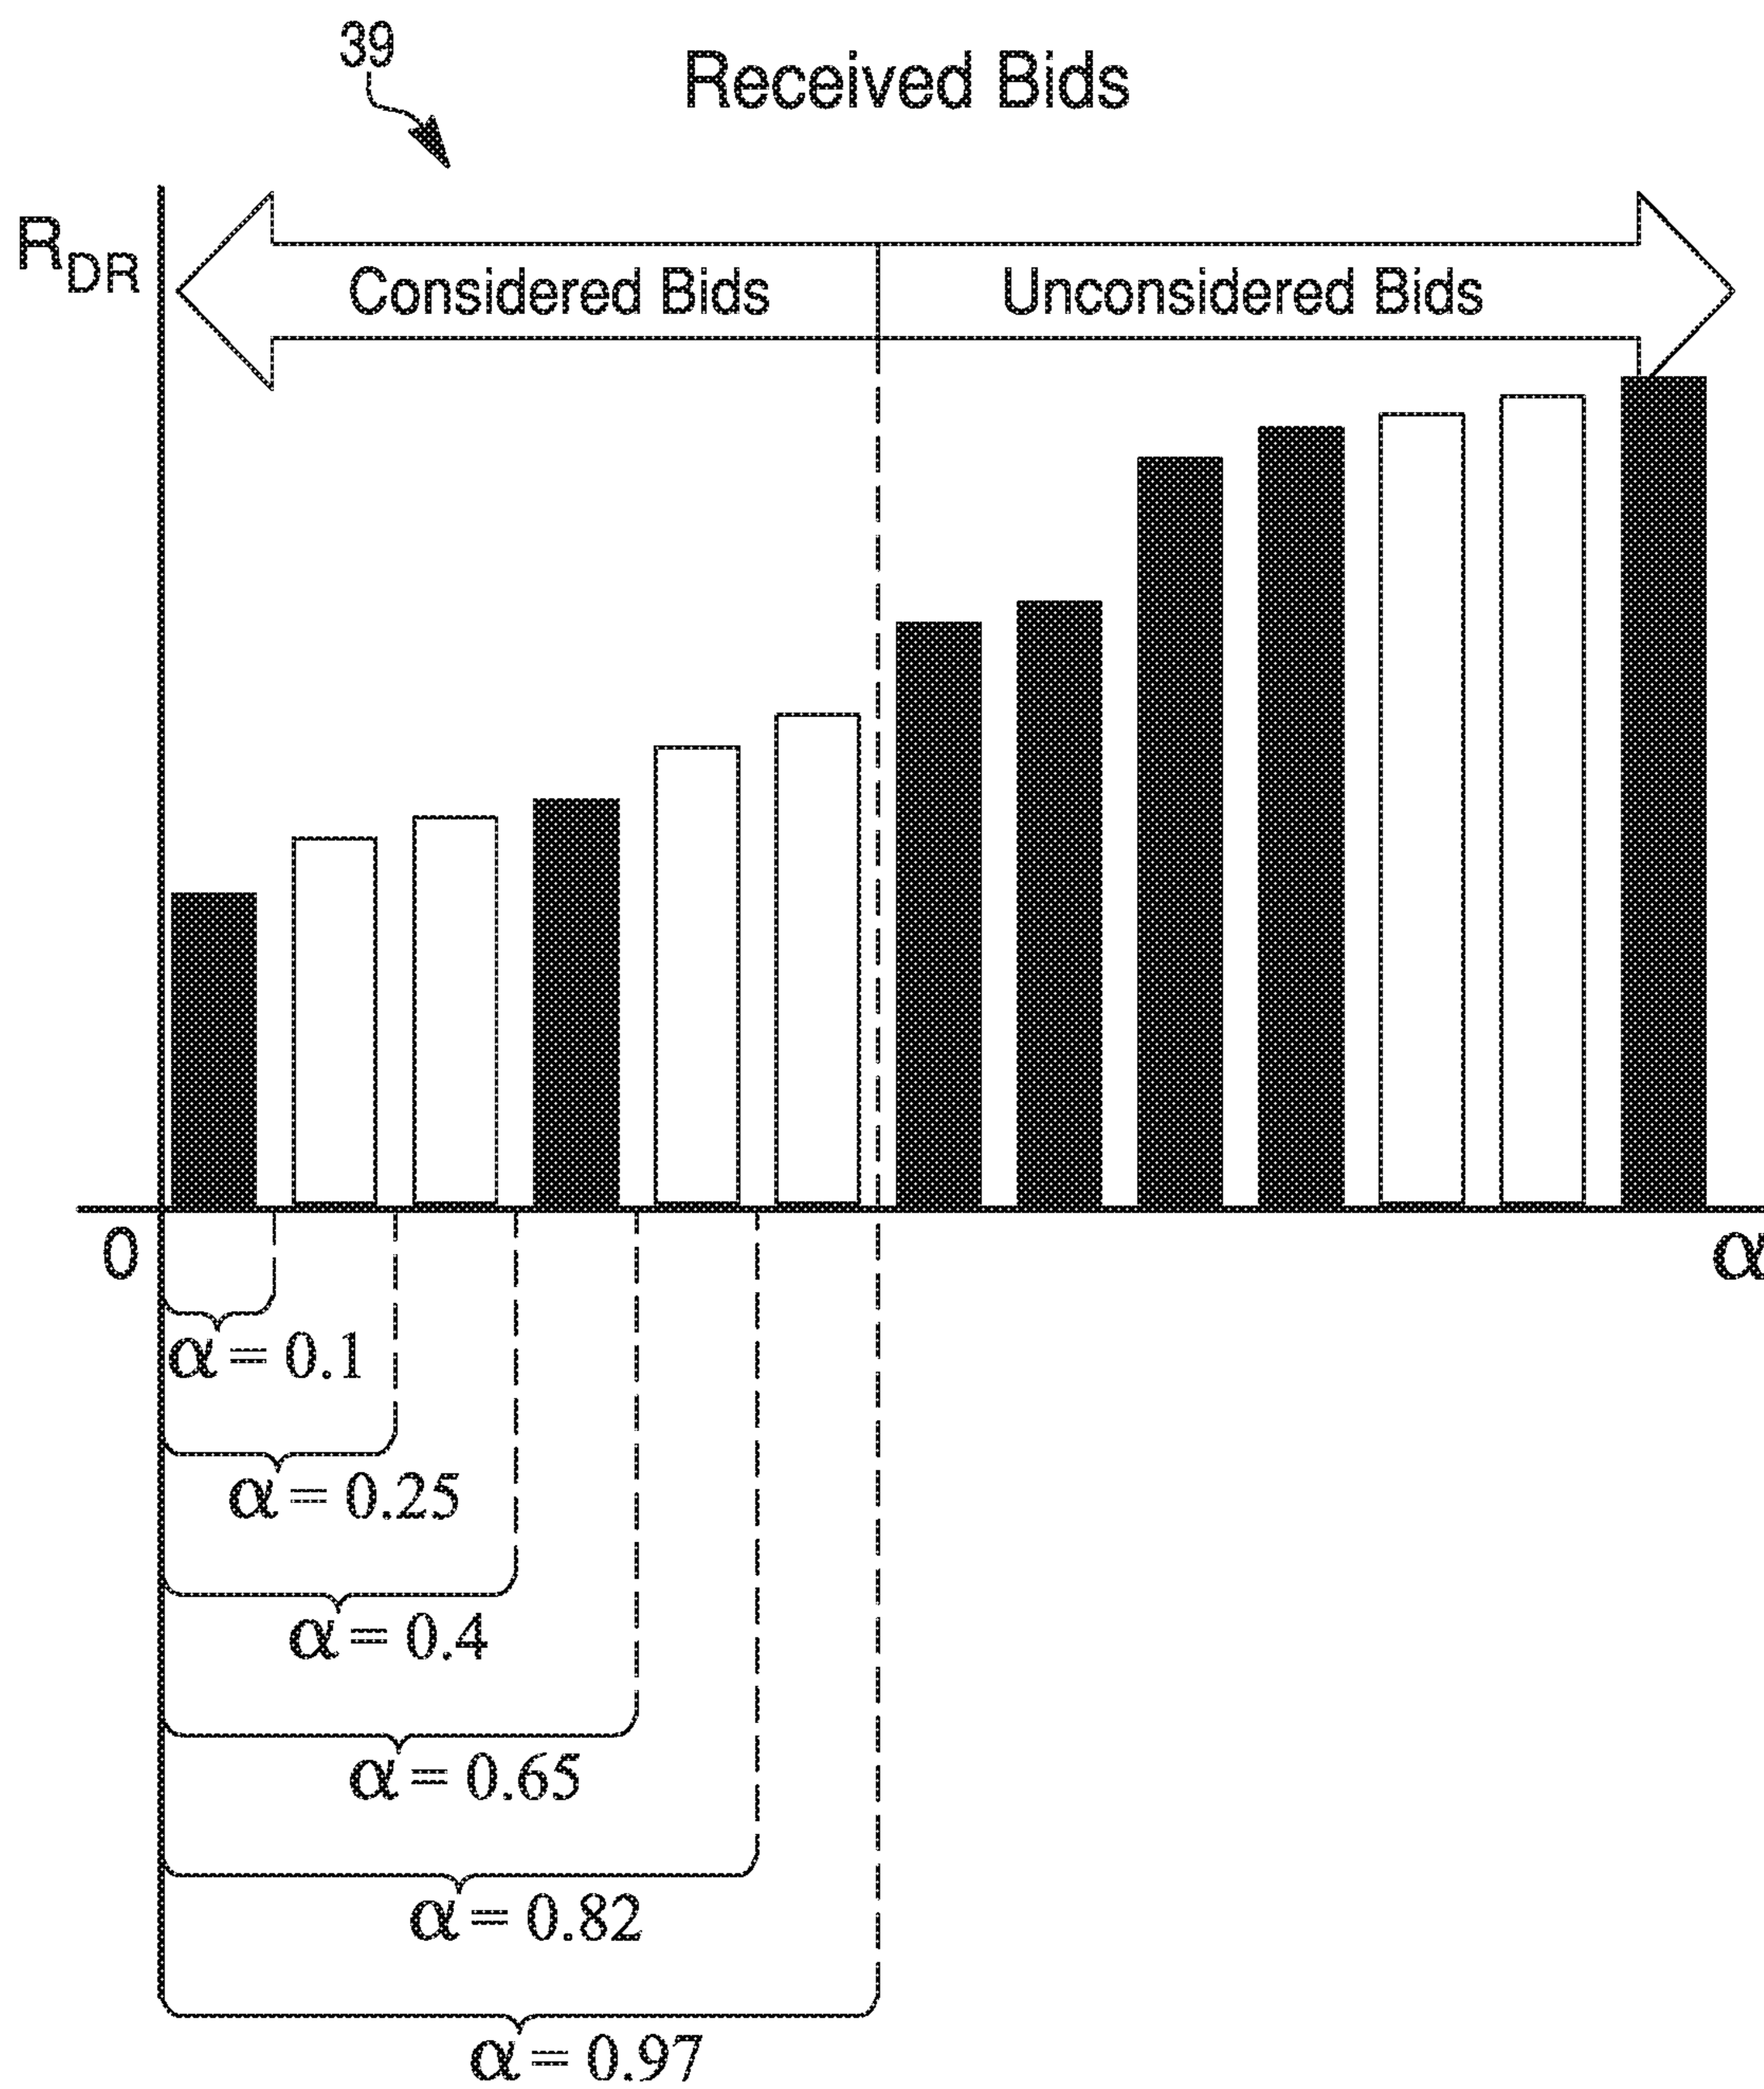 39
Received Bids
R_DR
Considered Bids
Unconsidered Bids
0
α
α = 0.1
α = 0.25
α = 0.4
α = 0.65
α = 0.82
α = 0.97